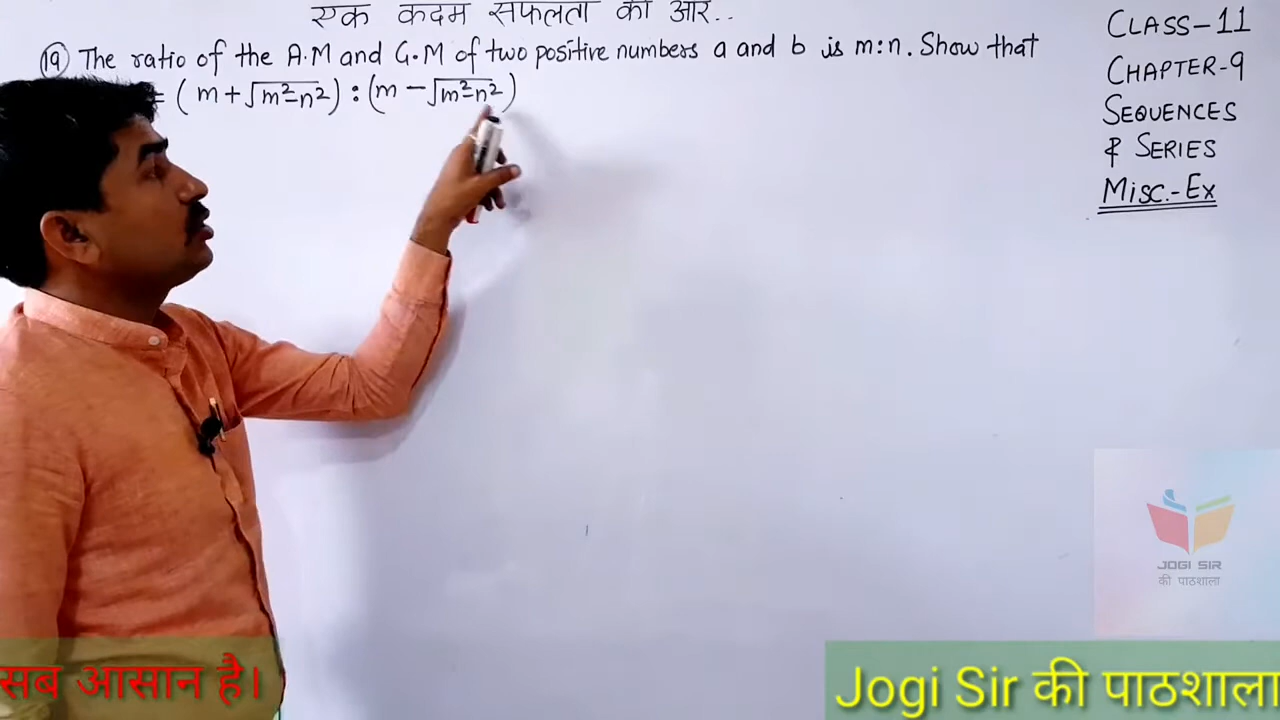 एक कदम सफलता की ओर..
19 The ratio of the A.M and G.M of two positive numbers a and b is m:n. Show that
= (m + √m²-n²) : (m - √m²-n²)
CLASS-11
CHAPTER-9
SEQUENCES
& SERIES
MISC.-EX
JOGI SIR
की पाठशाला
सब आसान है।
Jogi Sir की पाठशाला